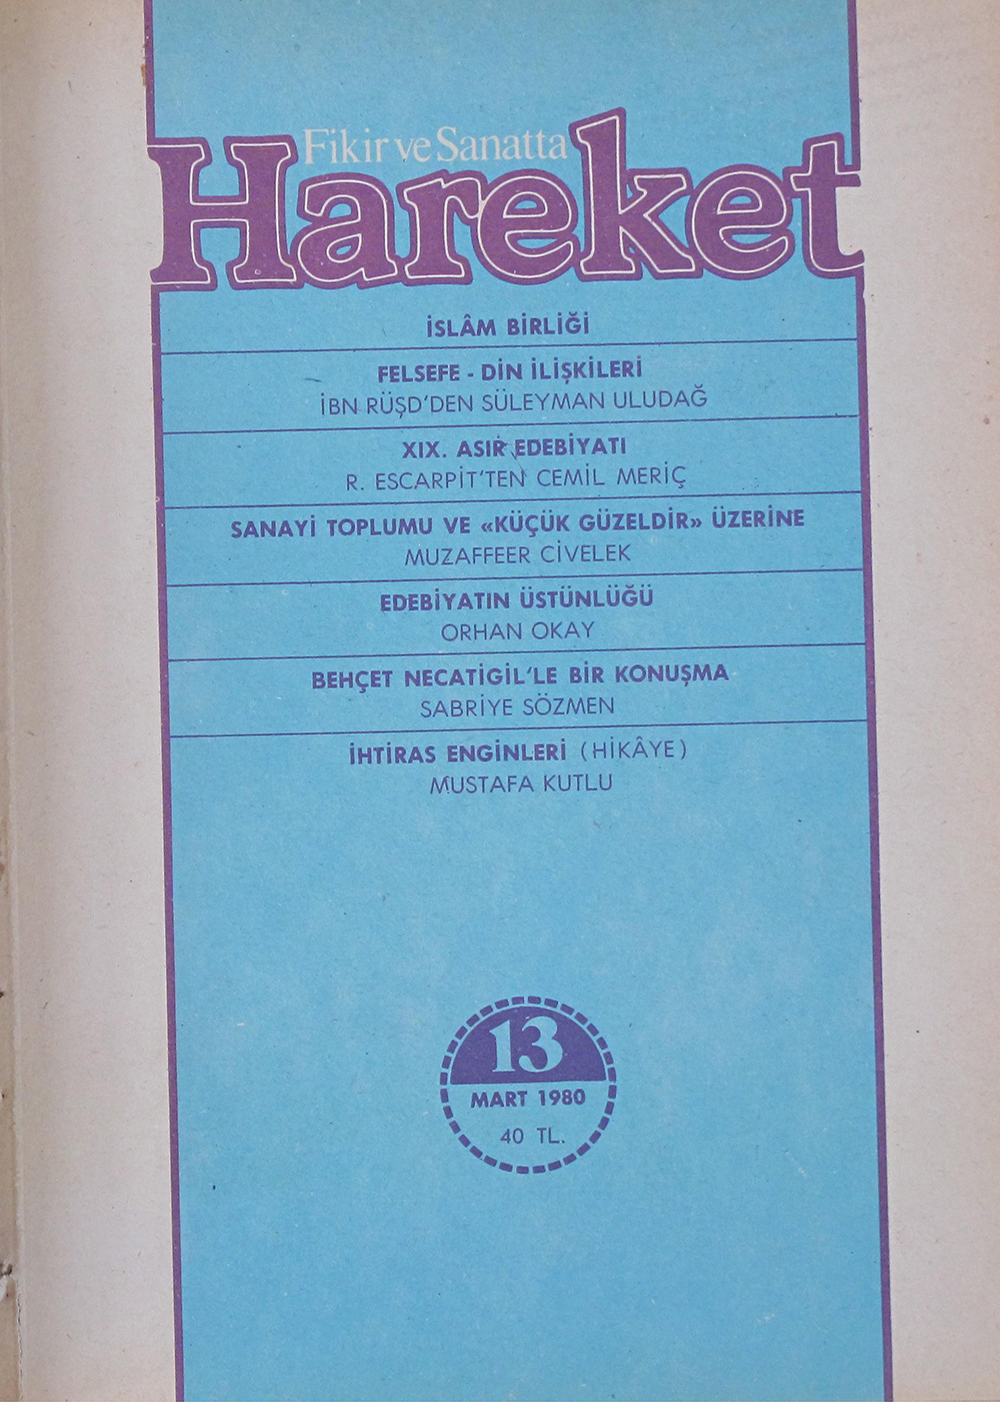 Fikir ve Sanatta
Hareket
İSLÂM BİRLİĞİ
FELSEFE - DİN İLİŞKİLERİ
İBN RÜŞD'DEN SÜLEYMAN ULUDAĞ
XIX. ASIR EDEBİYATI
R. ESCARPİT'TEN CEMİL MERİÇ
SANAYİ TOPLUMU VE «KÜÇÜK GÜZELDİR» ÜZERİNE
MUZAFFEER CİVELEK
EDEBİYATIN ÜSTÜNLÜĞÜ
ORHAN OKAY
BEHÇET NECATİGİL'LE BİR KONUŞMA
SABRİYE SÖZMEN
İHTİRAS ENGİNLERİ (HİKÂYE)
MUSTAFA KUTLU
13
MART 1980
40 TL.